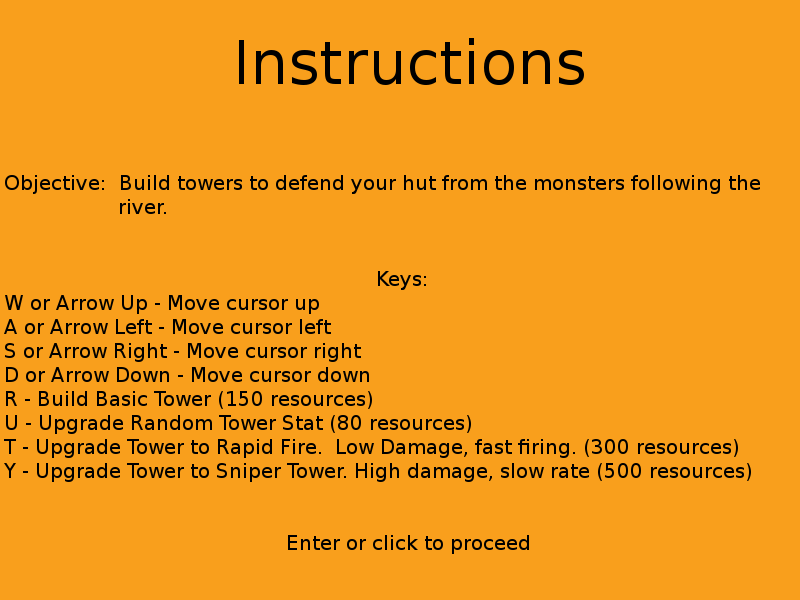 Instructions
Objective:  Build towers to defend your hut from the monsters following the
river.
Keys:
W or Arrow Up - Move cursor up
A or Arrow Left - Move cursor left
S or Arrow Right - Move cursor right
D or Arrow Down - Move cursor down
R - Build Basic Tower (150 resources)
U - Upgrade Random Tower Stat (80 resources)
T - Upgrade Tower to Rapid Fire.  Low Damage, fast firing. (300 resources)
Y - Upgrade Tower to Sniper Tower. High damage, slow rate (500 resources)
Enter or click to proceed